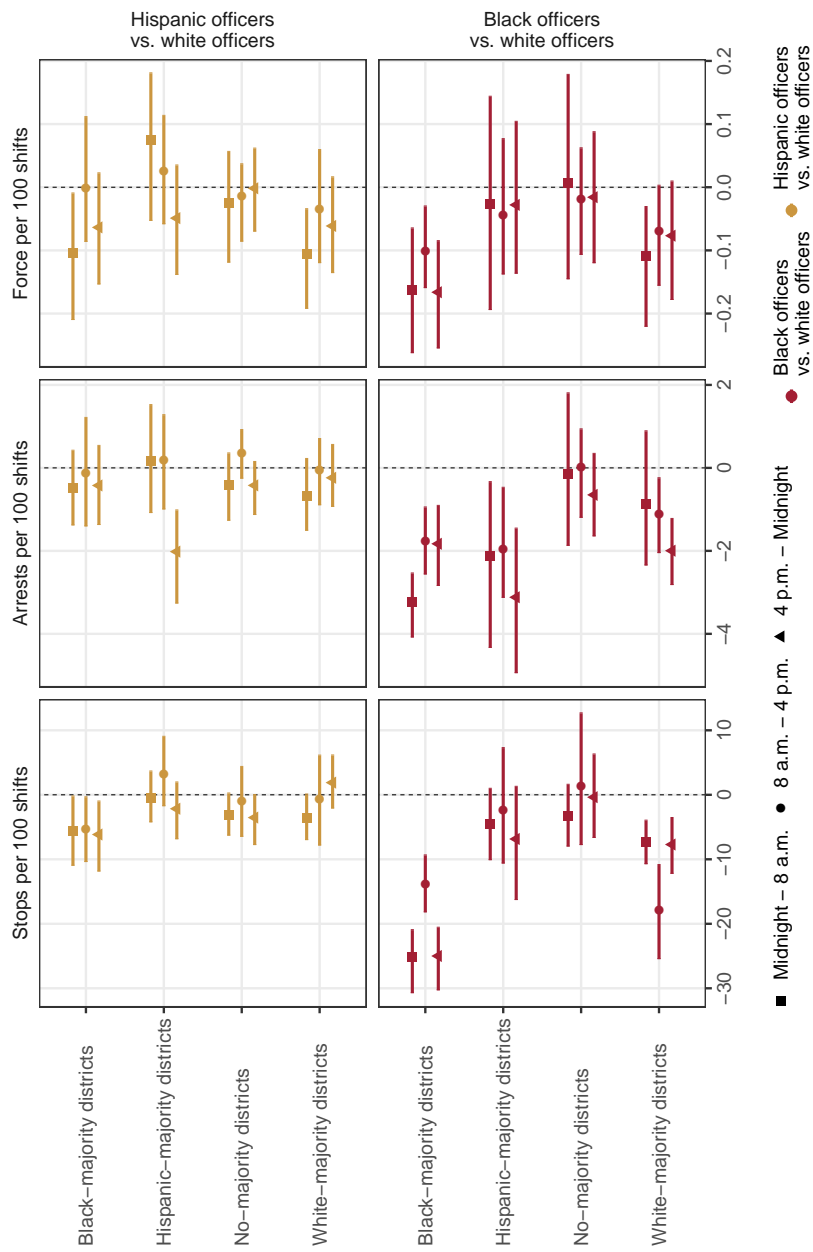 Stops per 100 shifts
Arrests per 100 shifts
Force per 100 shifts
Hispanic officers
vs. white officers
Black officers
vs. white officers
Black−majority districts
Hispanic−majority districts
No−majority districts
White−majority districts
Black−majority districts
Hispanic−majority districts
No−majority districts
White−majority districts
−30
−20
−10
0
10
−4
−2
0
2
−0.2
−0.1
0.0
0.1
0.2
Midnight − 8 a.m.
8 a.m. − 4 p.m.
4 p.m. − Midnight
Black officers
vs. white officers
Hispanic officers
vs. white officers